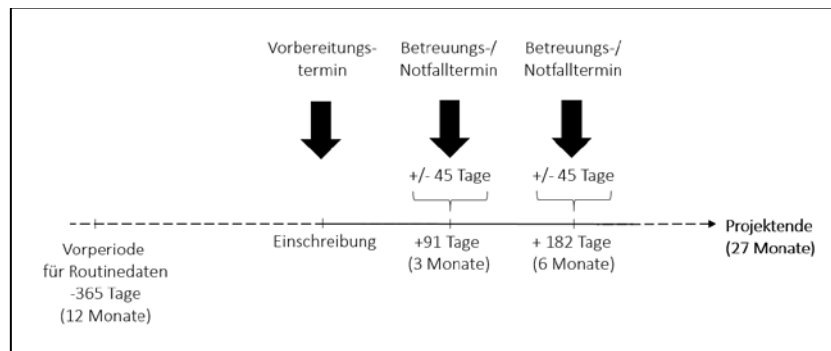 Vorbereitungs-
termin
Betreuungs-/
Notfalltermin
Betreuungs-/
Notfalltermin
+/- 45 Tage
+/- 45 Tage
Vorperiode
für Routinedaten
-365 Tage
(12 Monate)
Einschreibung
+91 Tage
(3 Monate)
+ 182 Tage
(6 Monate)
Projektende
(27 Monate)